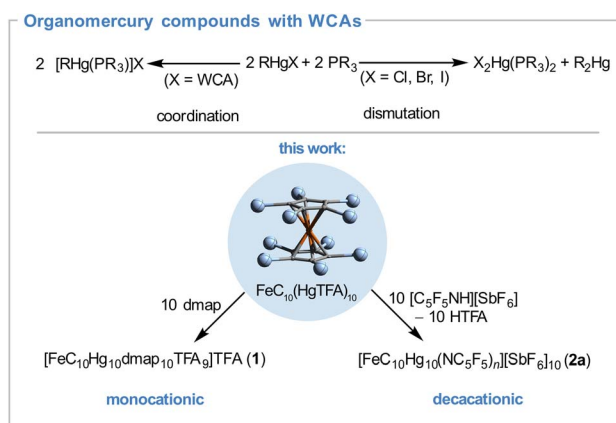 Organomercury compounds with WCAs
2 [RHg(PR₃)]X (X = WCA) 2 RHgX + 2 PR₃ (X = Cl, Br, I) X₂Hg(PR₃)₂ + R₂Hg
coordination dismutation
this work:
FeC₁₀(HgTFA)₁₀
10 dmap 10 [C₅F₅NH][SbF₆]
– 10 HTFA
[FeC₁₀Hg₁₀dmap₁₀TFA₉]TFA (1) [FeC₁₀Hg₁₀(NC₅F₅)ₙ][SbF₆]₁₀ (2a)
monocationic decacationic